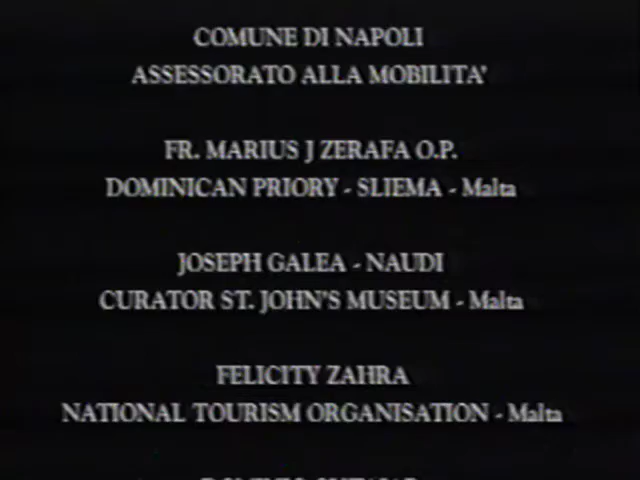 COMUNE DI NAPOLI
ASSESSORATO ALLA MOBILITA'
FR. MARIUS J ZERAFA O.P.
DOMINICAN PRIORY - SLIEMA - Malta
JOSEPH GALEA - NAUDI
CURATOR ST. JOHN'S MUSEUM - Malta
FELICITY ZAHRA
NATIONAL TOURISM ORGANISATION - Malta